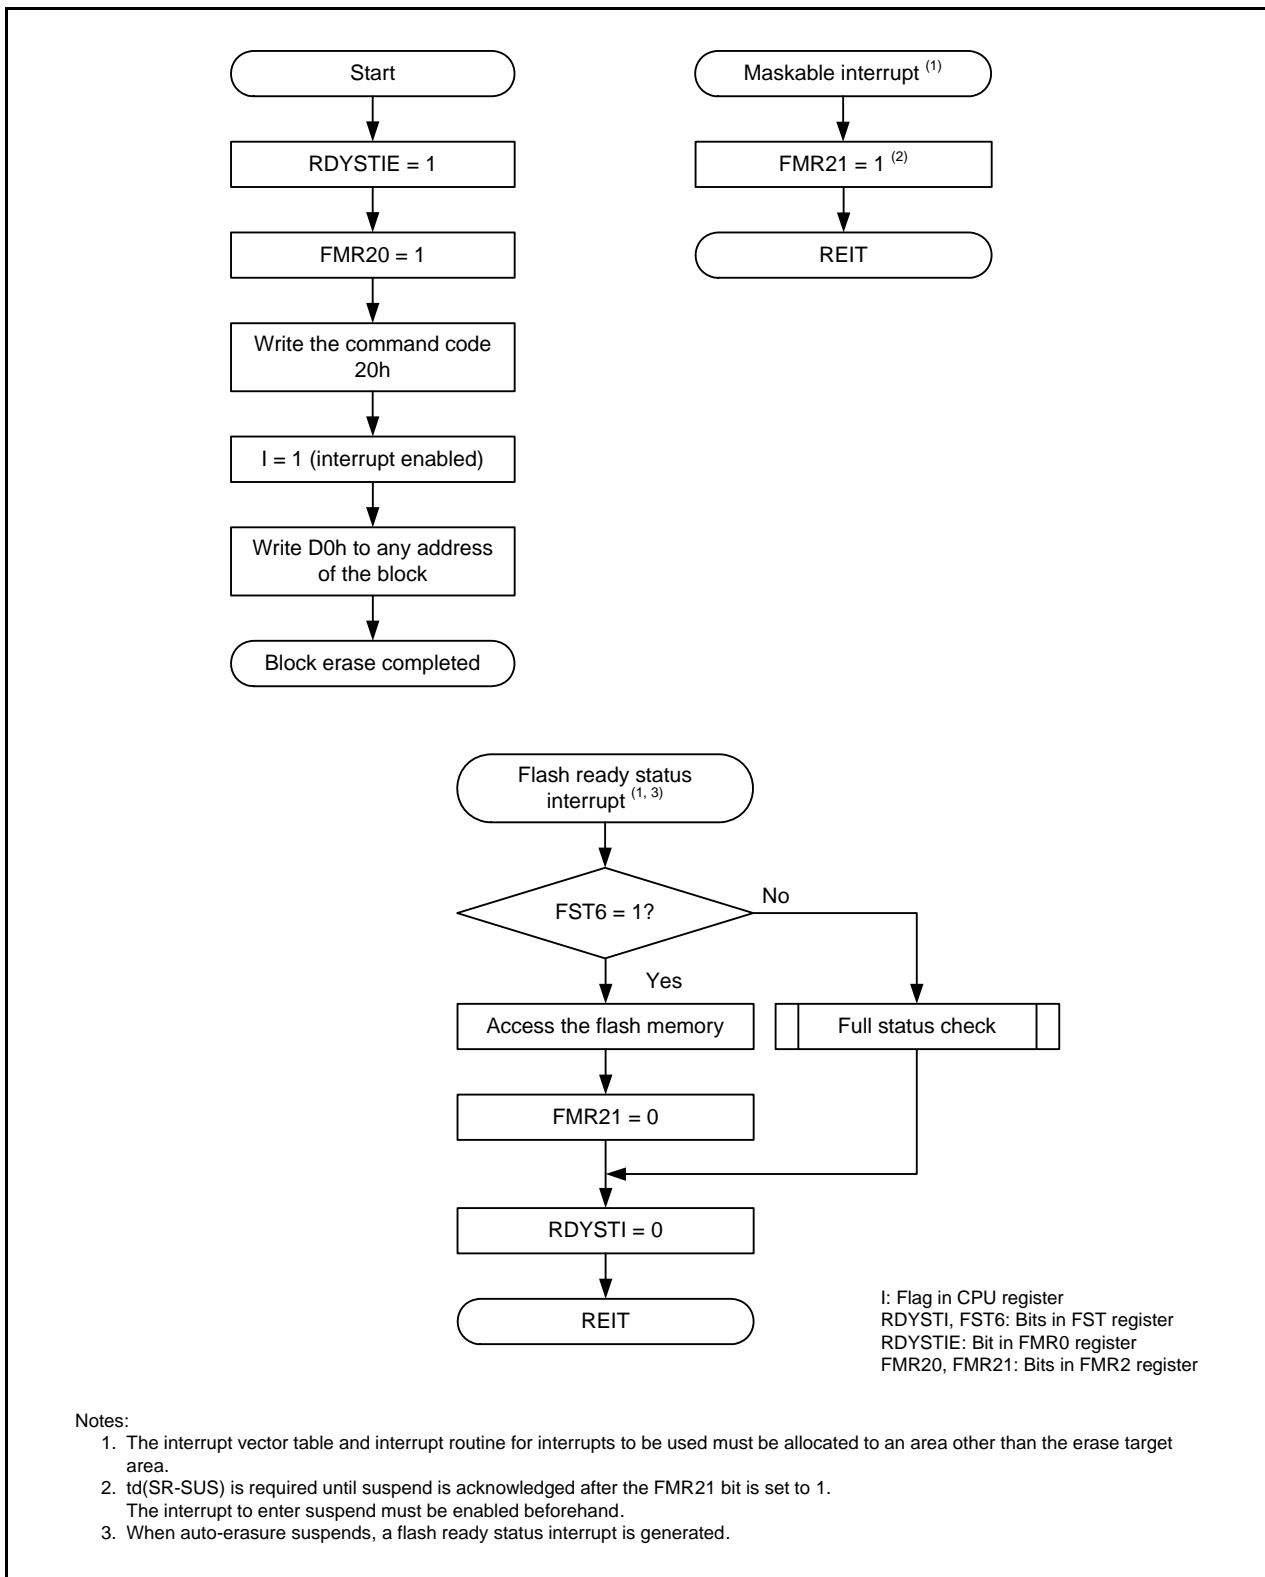 Start
RDYSTIE = 1
FMR20 = 1
Write the command code
20h
I = 1 (interrupt enabled)
Write D0h to any address
of the block
Block erase completed
Maskable interrupt (1)
FMR21 = 1 (2)
REIT
Flash ready status
interrupt (1, 3)
FST6 = 1?
No
Yes
Access the flash memory
Full status check
FMR21 = 0
RDYSTI = 0
REIT
I: Flag in CPU register
RDYSTI, FST6: Bits in FST register
RDYSTIE: Bit in FMR0 register
FMR20, FMR21: Bits in FMR2 register
Notes:
1. The interrupt vector table and interrupt routine for interrupts to be used must be allocated to an area other than the erase target
area.
2. td(SR-SUS) is required until suspend is acknowledged after the FMR21 bit is set to 1.
The interrupt to enter suspend must be enabled beforehand.
3. When auto-erasure suspends, a flash ready status interrupt is generated.